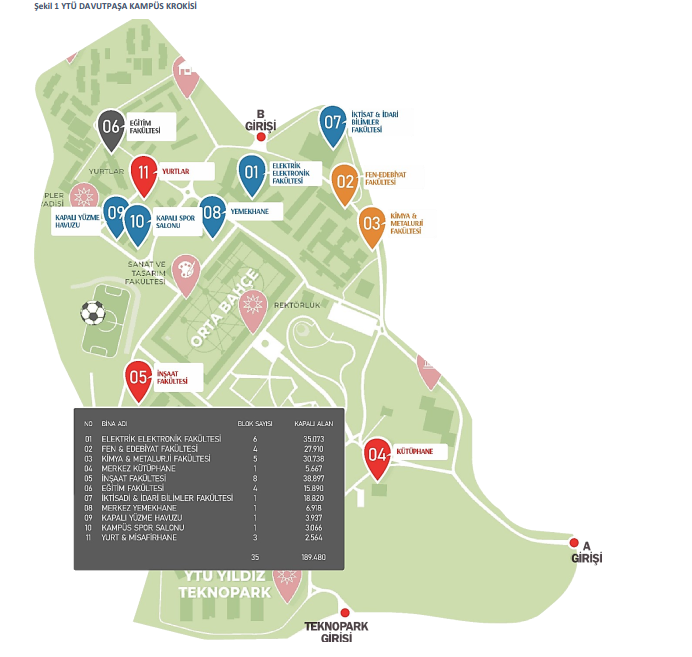 Şekil 1 YTÜ DAVUTPAŞA KAMPÜS KROKİSİ
B
GİRİŞİ
07
İKTİSAT & İDARİ
BİLİMLER
FAKÜLTESİ
06
EĞİTİM
FAKÜLTESİ
YURTLAR
11
YURTLAR
01
ELEKTRİK
ELEKTRONİK
FAKÜLTESİ
02
FEN-EDEBİYAT
FAKÜLTESİ
03
KİMYA &
METALURJİ
FAKÜLTESİ
KAPALI YÜZME
HAVUZU
09
10
KAPALI SPOR
SALONU
08
YEMEKHANE
SANAT VE
TASARIM
FAKÜLTESİ
ORTA BAHÇE
REKTÖRLÜK
05
İNŞAAT
FAKÜLTESİ
04
KÜTÜPHANE
NO BİNA ADI BLOK SAYISI KAPALI ALAN
01 ELEKTRİK ELEKTRONİK FAKÜLTESİ 6 35.073
02 FEN & EDEBİYAT FAKÜLTESİ 4 27.910
03 KİMYA & METALURJİ FAKÜLTESİ 5 30.738
04 MERKEZ KÜTÜPHANE 1 5.667
05 İNŞAAT FAKÜLTESİ 8 38.897
06 EĞİTİM FAKÜLTESİ 4 15.890
07 İKTİSADİ & İDARİ BİLİMLER FAKÜLTESİ 1 18.820
08 MERKEZ YEMEKHANE 1 6.918
09 KAPALI YÜZME HAVUZU 1 3.937
10 KAMPÜS SPOR SALONU 1 3.066
11 YURT & MİSAFİRHANE 3 2.564
35 189.480
A
GİRİŞİ
YTÜ YILDIZ
TEKNOPARK
TEKNOPARK
GİRİSİ